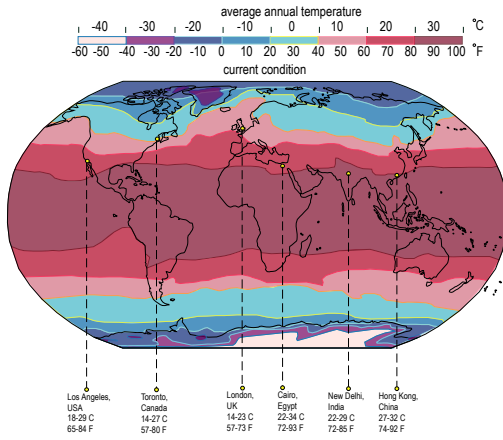 average annual temperature
-40 -30 -20 -10 0 10 20 30 °C
-60 -50 -40 -30 -20 -10 0 10 20 30 40 50 60 70 80 90 100 °F
current condition
Los Angeles,
USA
18-29 C
65-84 F
Toronto,
Canada
14-27 C
57-80 F
London,
UK
14-23 C
57-73 F
Cairo,
Egypt
22-34 C
72-93 F
New Delhi,
India
22-29 C
72-85 F
Hong Kong,
China
27-32 C
74-92 F